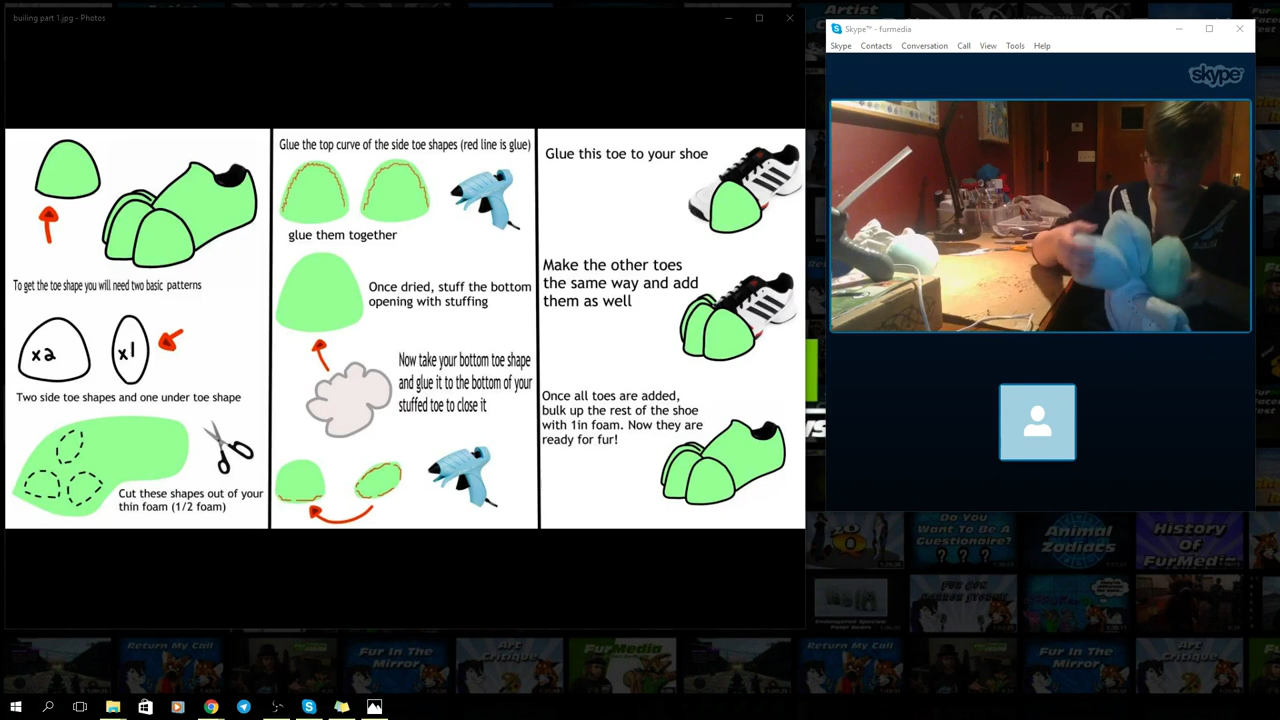 builing part 1.jpg - Photos
To get the toe shape you will need two basic patterns
x2
x1
Two side toe shapes and one under toe shape
Cut these shapes out of your
thin foam (1/2 foam)
Glue the top curve of the side toe shapes (red line is glue)
glue them together
Once dried, stuff the bottom
opening with stuffing
Now take your bottom toe shape
and glue it to the bottom of your
stuffed toe to close it
Glue this toe to your shoe
Make the other toes
the same way and add
them as well
Once all toes are added,
bulk up the rest of the shoe
with 1in foam. Now they are
ready for fur!
Skype™ - furmedia
Skype Contacts Conversation Call View Tools Help
skype
Do You
Want To Be A
Questionaire?
???
Animal
Zodiacs
History
Of
FurMedia
Return My Call
Fur In The
Mirror
Art
Critique
FurMedia
Return My Call
Fur In The
Mirror
Art
Critique